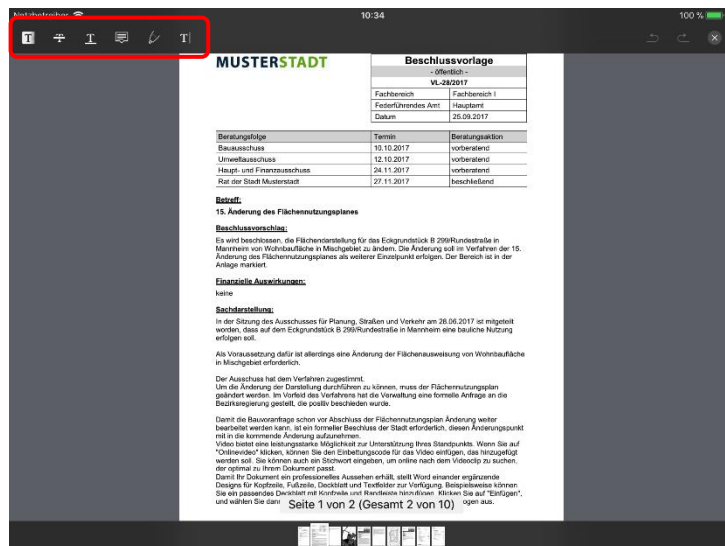 Netzbetreiber 10:34 100 %
T T T T
MUSTERSTADT
Beschlussvorlage
- öffentlich -
VL-28/2017
Fachbereich Fachbereich I
Federführendes Amt Hauptamt
Datum 26.09.2017
Beratungsfolge Termin Beratungsaktion
Bauausschuss 10.10.2017 vorberatend
Umweltausschuss 12.10.2017 vorberatend
Haupt- und Finanzausschuss 24.11.2017 vorberatend
Rat der Stadt Musterstadt 27.11.2017 beschließend
Betreff:
15. Änderung des Flächennutzungsplanes
Beschlussvorschlag:
Es wird beschlossen, die Flächendarstellung für das Eckgrundstück B 299/Rundestraße in
Mannheim von Wohnbaufläche in Mischgebiet zu ändern. Die Änderung soll im Verfahren der 15.
Änderung des Flächennutzungsplanes als weiterer Einzelpunkt erfolgen. Der Bereich ist in der
Anlage markiert.
Finanzielle Auswirkungen:
keine
Sachdarstellung:
In der Sitzung des Ausschusses für Planung, Straßen und Verkehr am 28.06.2017 ist mitgeteilt
worden, dass auf dem Eckgrundstück B 299/Rundestraße in Mannheim eine bauliche Nutzung
erfolgen soll.
Als Voraussetzung dafür ist allerdings eine Änderung der Flächenausweisung von Wohnbaufläche
in Mischgebiet erforderlich.
Der Ausschuss hat dem Verfahren zugestimmt.
Um die Änderung der Darstellung durchführen zu können, muss der Flächennutzungsplan
geändert werden. Im Vorfeld des Verfahrens hat die Verwaltung eine formelle Anfrage an die
Bezirksregierung gestellt, die positiv beschieden wurde.
Damit die Bauvoranfrage schon vor Abschluss der Flächennutzungsplan Änderung weiter
bearbeitet werden kann, ist ein formeller Beschluss der Stadt erforderlich, diesen Änderungspunkt
mit in die kommende Änderung aufzunehmen.
Video bietet eine leistungsstarke Möglichkeit zur Unterstützung Ihres Standpunkts. Wenn Sie auf
"Onlinevideo" klicken, können Sie den Einbettungscode für das Video einfügen, das hinzugefügt
werden soll. Sie können auch ein Stichwort eingeben, um online nach dem Videoclip zu suchen,
der optimal zu Ihrem Dokument passt.
Damit Ihr Dokument ein professionelles Aussehen erhält, stellt Word einander ergänzende
Designs für Kopfzeile, Fußzeile, Deckblatt und Textfelder zur Verfügung. Beispielsweise können
Sie ein passendes Deckblatt mit Kopfzeile und Randleiste hinzufügen. Klicken Sie auf "Einfügen",
und wählen Sie dann
Seite 1 von 2 (Gesamt 2 von 10)
ogen aus.